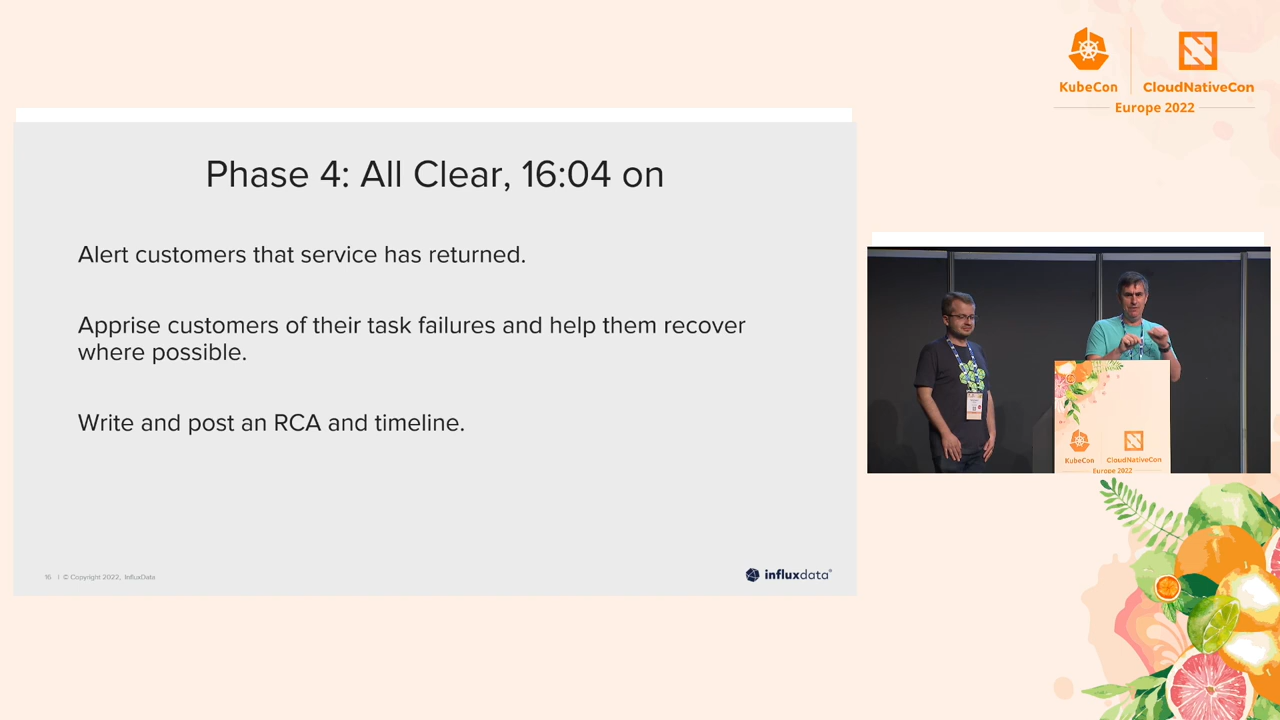 KubeCon
CloudNativeCon
Europe 2022
Phase 4: All Clear, 16:04 on
Alert customers that service has returned.
Apprise customers of their task failures and help them recover
where possible.
Write and post an RCA and timeline.
16 | © Copyright 2022, InfluxData
influxdata®
KubeCon
CloudNativeCon
Europe 2022